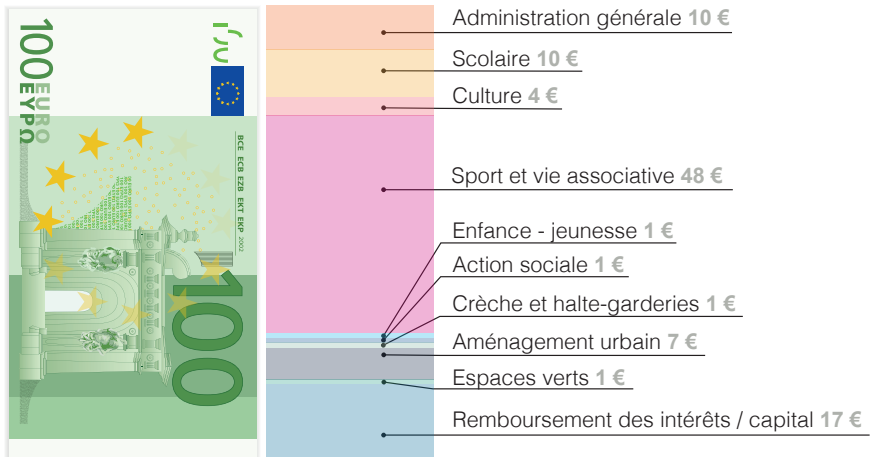 100 EURO
ΕΥΡΩ
BCE ECB EZB EKT EKP 2002
100
Administration générale 10 €
Scolaire 10 €
Culture 4 €
Sport et vie associative 48 €
Enfance - jeunesse 1 €
Action sociale 1 €
Crèche et halte-garderies 1 €
Aménagement urbain 7 €
Espaces verts 1 €
Remboursement des intérêts / capital 17 €